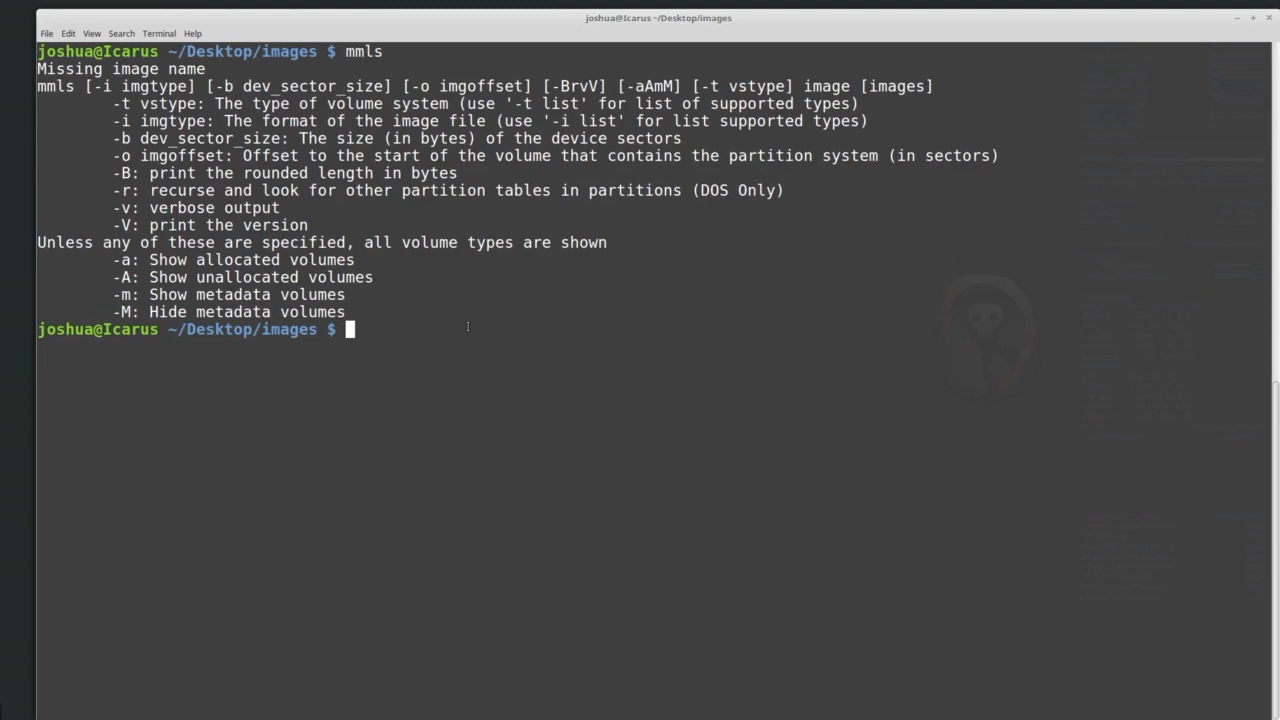 joshua@Icarus ~/Desktop/images
File Edit View Search Terminal Help
joshua@Icarus ~/Desktop/images $ mmls
Missing image name
mmls [-i imgtype] [-b dev_sector_size] [-o imgoffset] [-BrvV] [-aAmM] [-t vstype] image [images]
-t vstype: The type of volume system (use '-t list' for list of supported types)
-i imgtype: The format of the image file (use '-i list' for list supported types)
-b dev_sector_size: The size (in bytes) of the device sectors
-o imgoffset: Offset to the start of the volume that contains the partition system (in sectors)
-B: print the rounded length in bytes
-r: recurse and look for other partition tables in partitions (DOS Only)
-v: verbose output
-V: print the version
Unless any of these are specified, all volume types are shown
-a: Show allocated volumes
-A: Show unallocated volumes
-m: Show metadata volumes
-M: Hide metadata volumes
joshua@Icarus ~/Desktop/images $